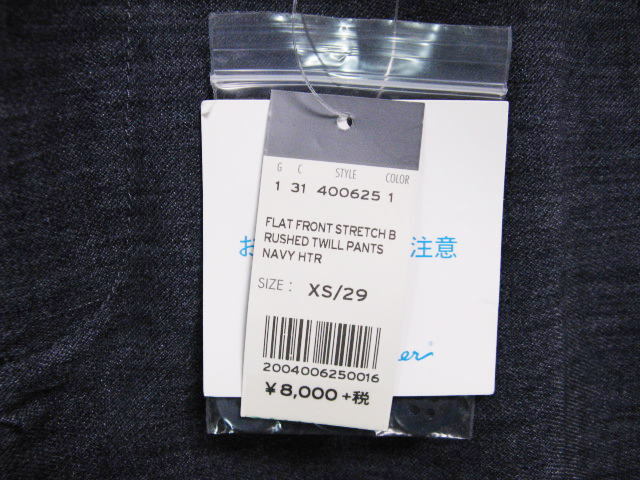 G C STYLE COLOR
1 31 400625 1
FLAT FRONT STRETCH B
RUSHED TWILL PANTS
NAVY HTR
SIZE : XS/29
2004006250016
¥8,000+税
お
注意
er